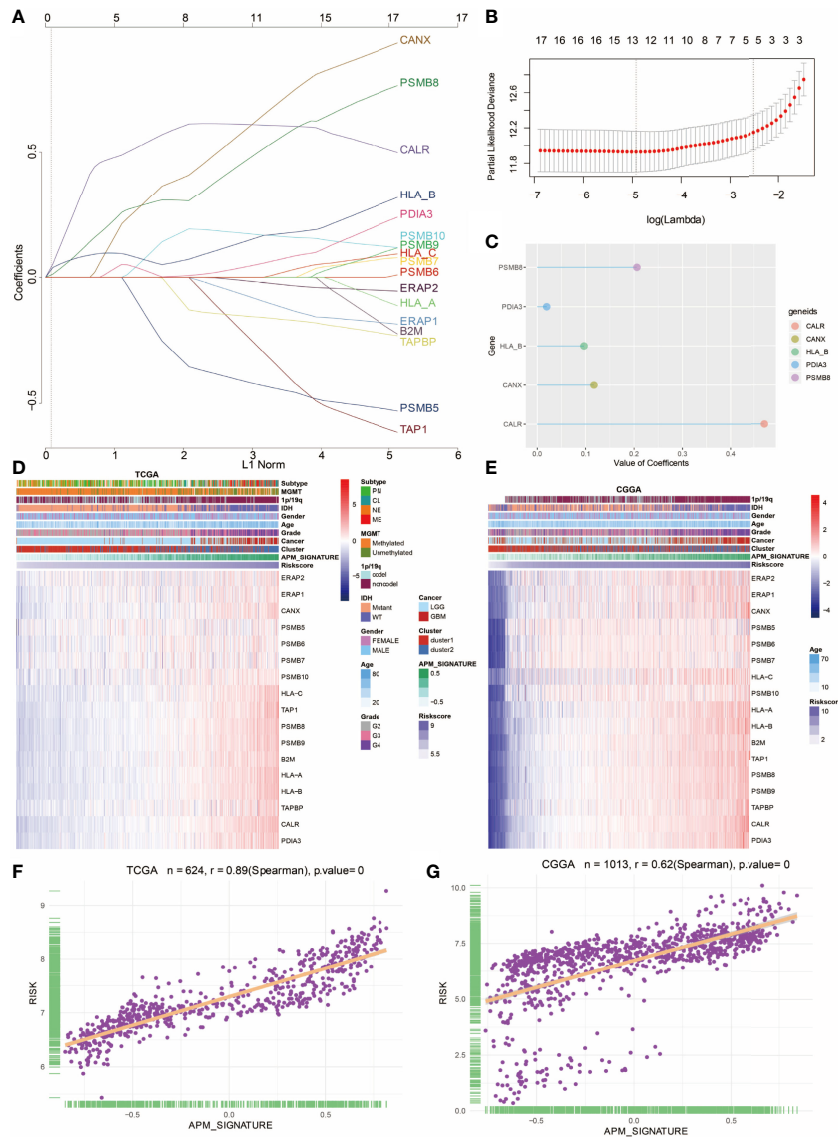 A
0 5 8 11 15 17 17
CANX
PSMB8
CALR
HLA_B
PDIA3
PSMB10
PSMB9
HLA_C
PSMB7
PSMB6
ERAP2
HLA_A
ERAP1
B2M
TAPBP
PSMB5
TAP1
Coefficients
0.5
0.0
−0.5
0 1 2 4 5 6
L1 Norm
B
17 16 16 16 15 13 12 11 10 8 7 7 5 5 3 3 3
Partial Likelihood Deviance
12.6
12.2
11.8
7 6 5 4 3 −2
log(Lambda)
C
PSMB8
PDIA3
HLA_B
CANX
CALR
Gene
0.0 0.1 0.2 0.3 0.4
Value of Coefficents
geneids
CALR
CANX
HLA_B
PDIA3
PSMB8
D
TCGA
Subtype
MGMT
1p/19q
IDH
Gender
Age
Grade
Cancer
Cluster
APM_SIGNATURE
Riskscore
ERAP2
ERAP1
CANX
PSMB5
PSMB6
PSMB7
PSMB10
HLA-C
TAP1
PSMB8
PSMB9
B2M
HLA-A
HLA-B
TAPBP
CALR
PDIA3
5
0
−5
Subtype
NE
ME
MGMT
Methylated
Unmethylated
1p/19q
codel
noncodel
IDH
Mutant
WT
Gender
FEMALE
MALE
Age
Grade
Cancer
LGG
GBM
Cluster
cluster1
cluster2
APM_SIGNATURE
0.5
−0.5
Riskscore
9
5.5
E
CGGA
1p/19q
IDH
Gender
Age
Grade
Cancer
Cluster
APM_SIGNATURE
Riskscore
ERAP2
ERAP1
CANX
PSMB5
PSMB6
PSMB7
HLA-C
PSMB10
HLA-A
HLA-B
B2M
TAP1
PSMB8
PSMB9
TAPBP
CALR
PDIA3
4
2
0
−2
−4
Age
70
10
Riskscore
10
2
F
TCGA n = 624, r = 0.89(Spearman), p.value= 0
RISK
9
8
7
6
−0.5 0.0 0.5
APM_SIGNATURE
G
CGGA n = 1013, r = 0.62(Spearman), p.value= 0
RISK
10.0
7.5
5.0
2.5
0.0
−0.5 0.0 0.5
APM_SIGNATURE